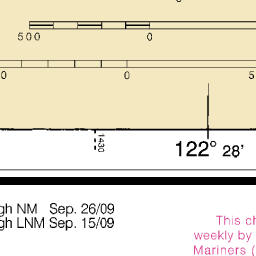 500 0
0 0 5
1430
122° 28'
gh NM Sep. 26/09
gh LNM Sep. 15/09
This ch
weekly by
Mariners (